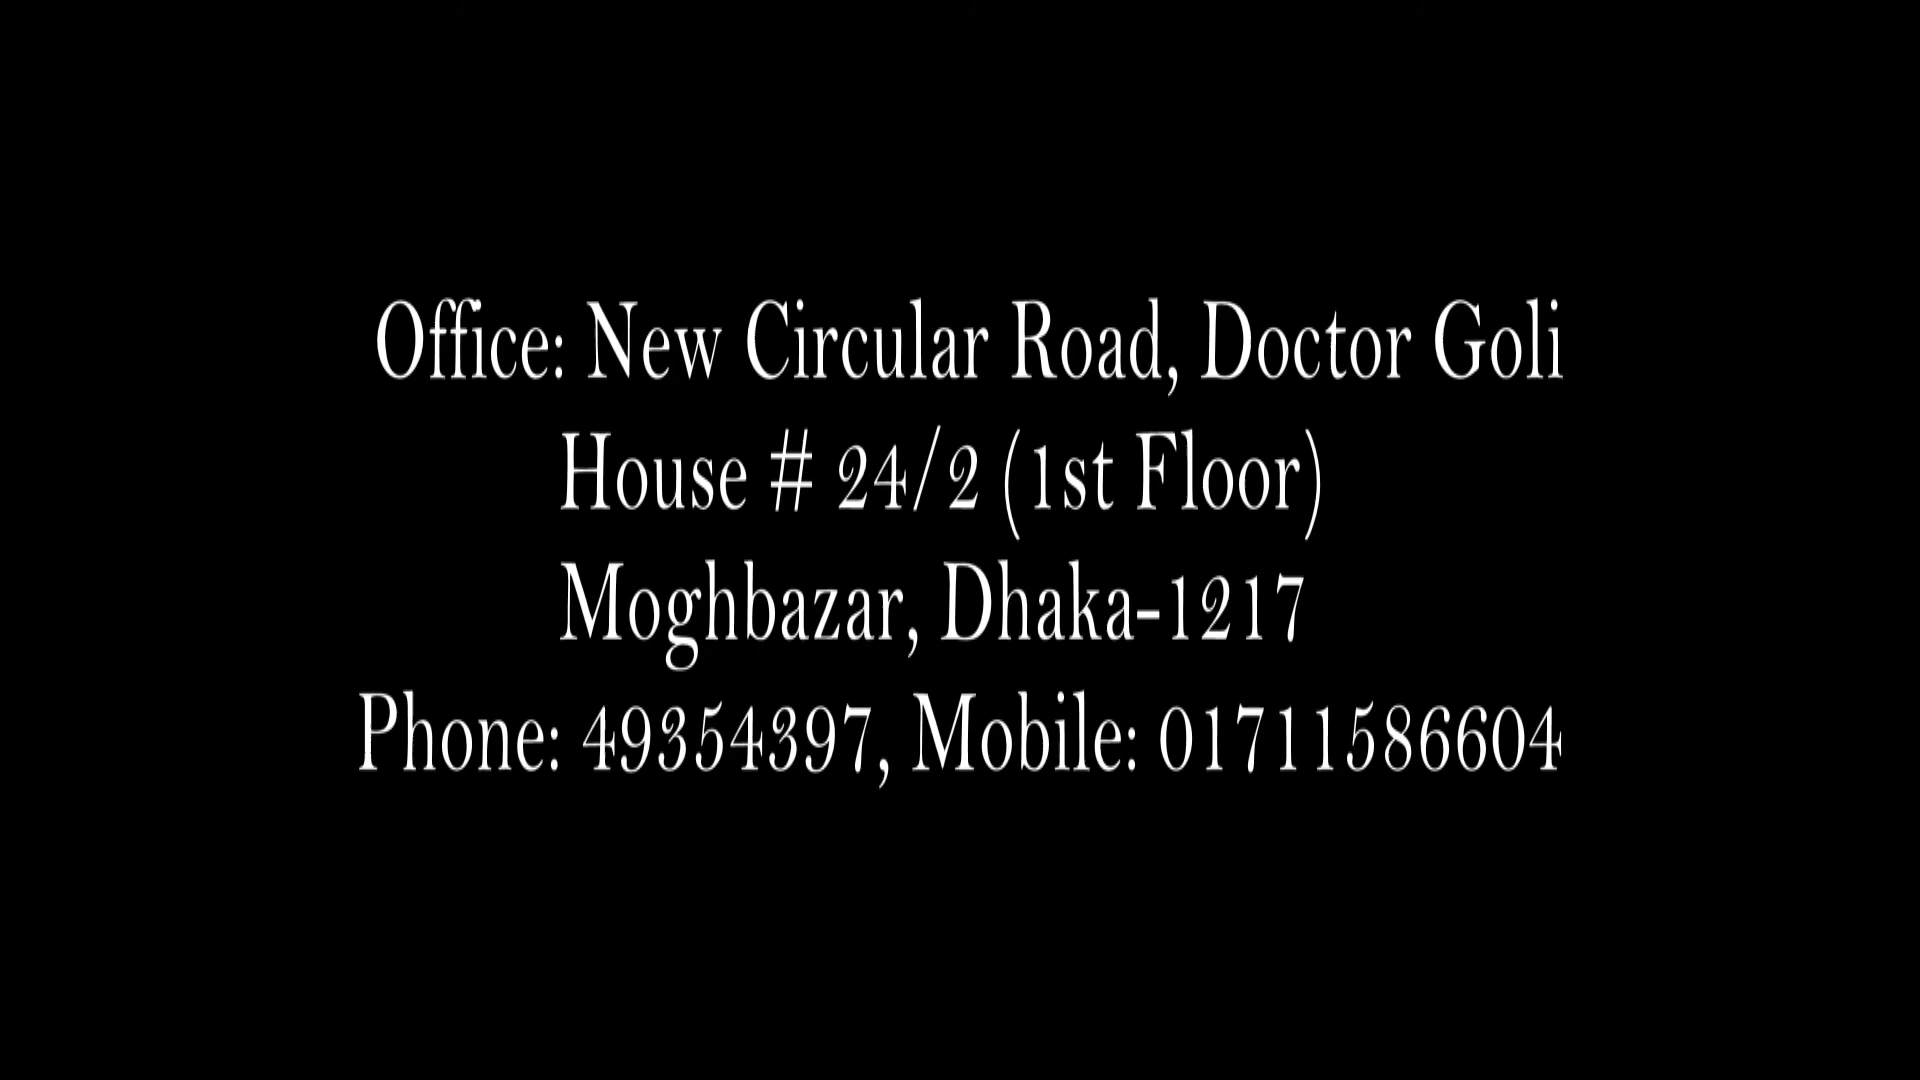 Office: New Circular Road, Doctor Goli
House # 24/2 (1st Floor)
Moghbazar, Dhaka-1217
Phone: 49354397, Mobile: 01711586604